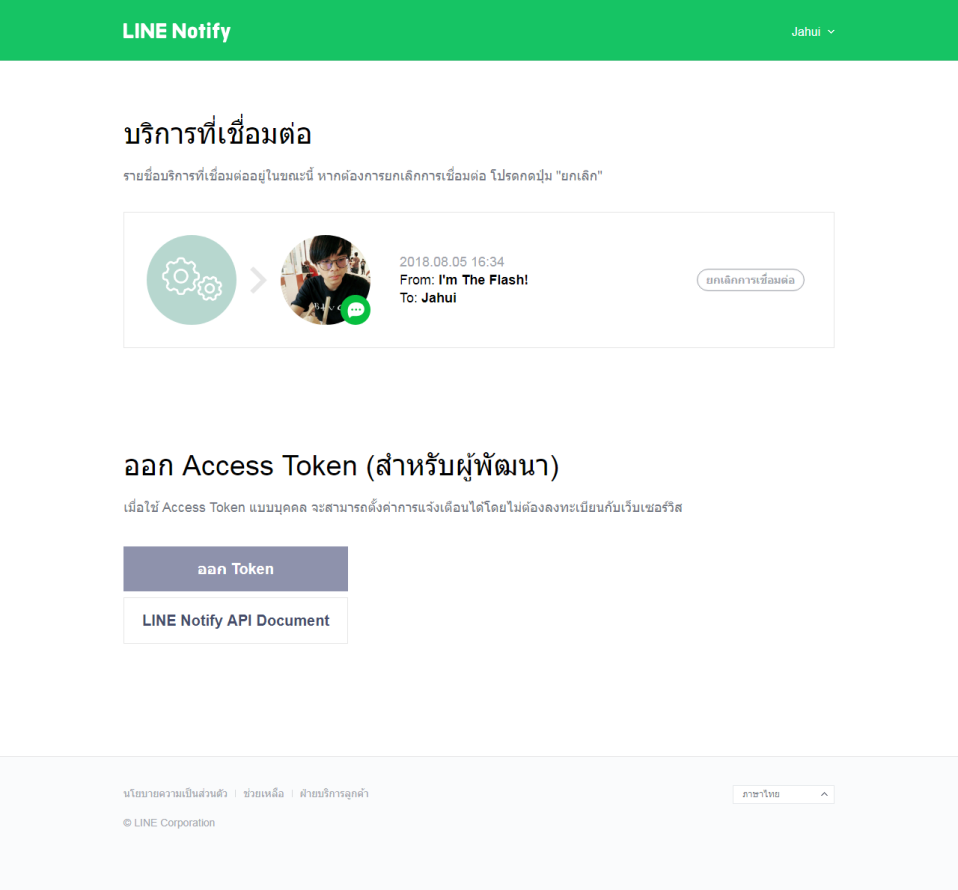 LINE Notify
Jahui
บริการที่เชื่อมต่อ
รายชื่อบริการที่เชื่อมต่ออยู่ในขณะนี้ หากต้องการยกเลิกการเชื่อมต่อ โปรดกดปุ่ม "ยกเลิก"
2018.08.05 16:34
From: I'm The Flash!
To: Jahui
ยกเลิกการเชื่อมต่อ
ออก Access Token (สำหรับผู้พัฒนา)
เมื่อใช้ Access Token แบบบุคคล จะสามารถตั้งค่าการแจ้งเตือนได้โดยไม่ต้องลงทะเบียนกับเว็บเซอร์วิส
ออก Token
LINE Notify API Document
นโยบายความเป็นส่วนตัว | ช่วยเหลือ | ฝ่ายบริการลูกค้า
ภาษาไทย
© LINE Corporation